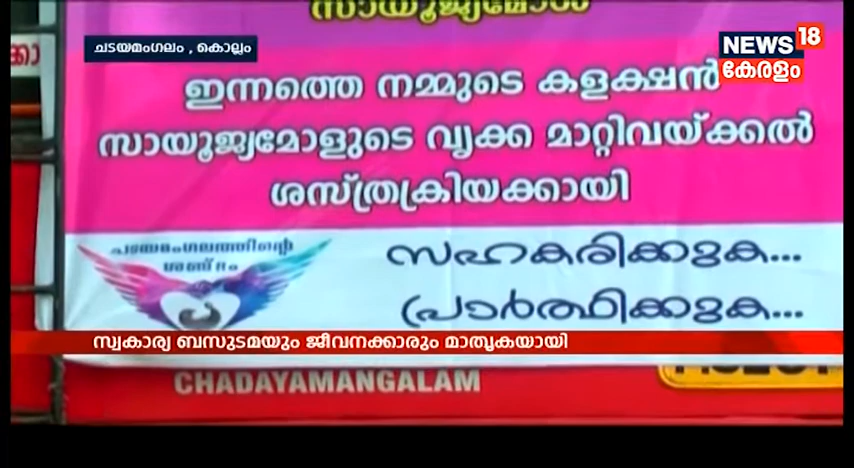 സായൂജ്യമോൾ
ചടയമംഗലം , കൊല്ലം
NEWS 18
കേരളം
ഇന്നത്തെ നമ്മുടെ കളക്ഷൻ
സായൂജ്യമോളുടെ വൃക്ക മാറ്റിവയ്ക്കൽ
ശസ്ത്രക്രിയക്കായി
സഹകരിക്കുക...
പ്രാർത്ഥിക്കുക...
സ്വകാര്യ ബസുടമയും ജീവനക്കാരും മാതൃകയായി
CHADAYAMANGALAM